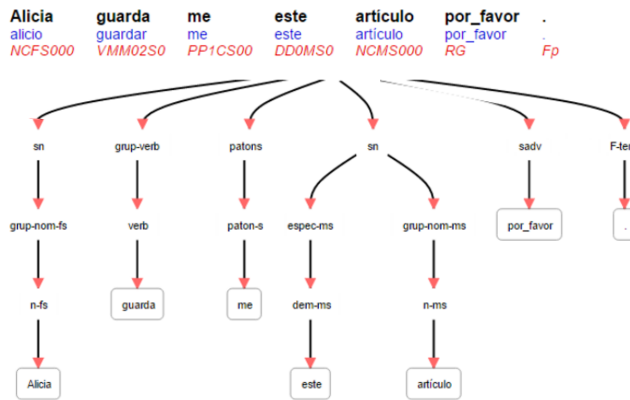 Alicia guarda me este artículo por_favor .
alicio guardar me este artículo por_favor .
NCFS000 VMM02S0 PP1CS00 DD0MS0 NCMS000 RG Fp
sn grup-verb patons sn sadv F-ter
grup-nom-fs verb paton-s espec-ms grup-nom-ms por_favor .
n-fs guarda me dem-ms n-ms
Alicia este artículo